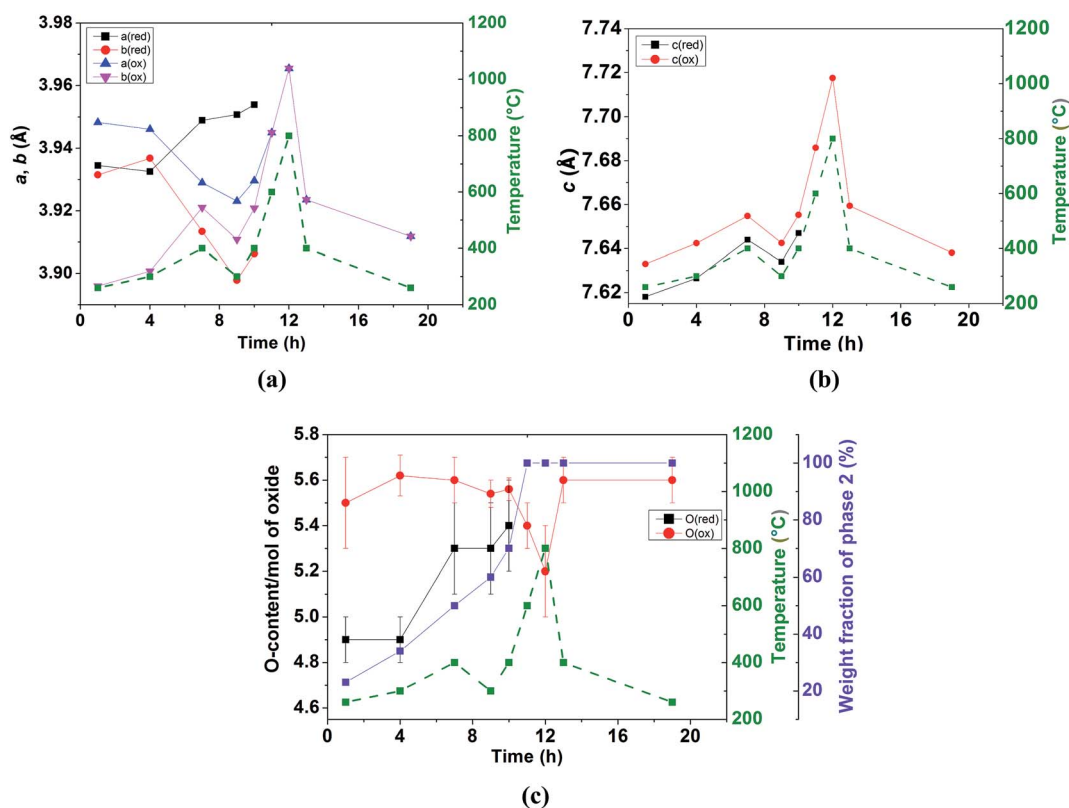 3.98
3.96
3.94
3.92
3.90
a, b (Å)
a(red)
b(red)
a(ox)
b(ox)
1200
1000
800
600
400
200
Temperature (°C)
0 4 8 12 16 20
Time (h)
(a)
7.74
7.72
7.70
7.68
7.66
7.64
7.62
c (Å)
c(red)
c(ox)
1200
1000
800
600
400
200
Temperature (°C)
0 4 8 12 16 20
Time (h)
(b)
5.8
5.6
5.4
5.2
5.0
4.8
4.6
O-content/mol of oxide
O(red)
O(ox)
1200
1000
800
600
400
200
Temperature (°C)
100
80
60
40
20
Weight fraction of phase 2 (%)
0 4 8 12 16 20
Time (h)
(c)